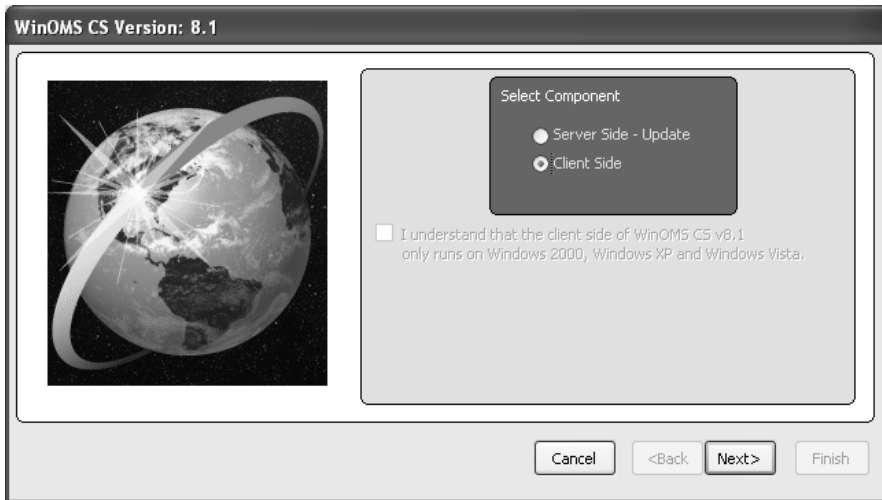 WinOMS CS Version: 8.1
Select Component
Server Side - Update
Client Side
I understand that the client side of WinOMS CS v8.1
only runs on Windows 2000, Windows XP and Windows Vista.
Cancel
<Back
Next>
Finish